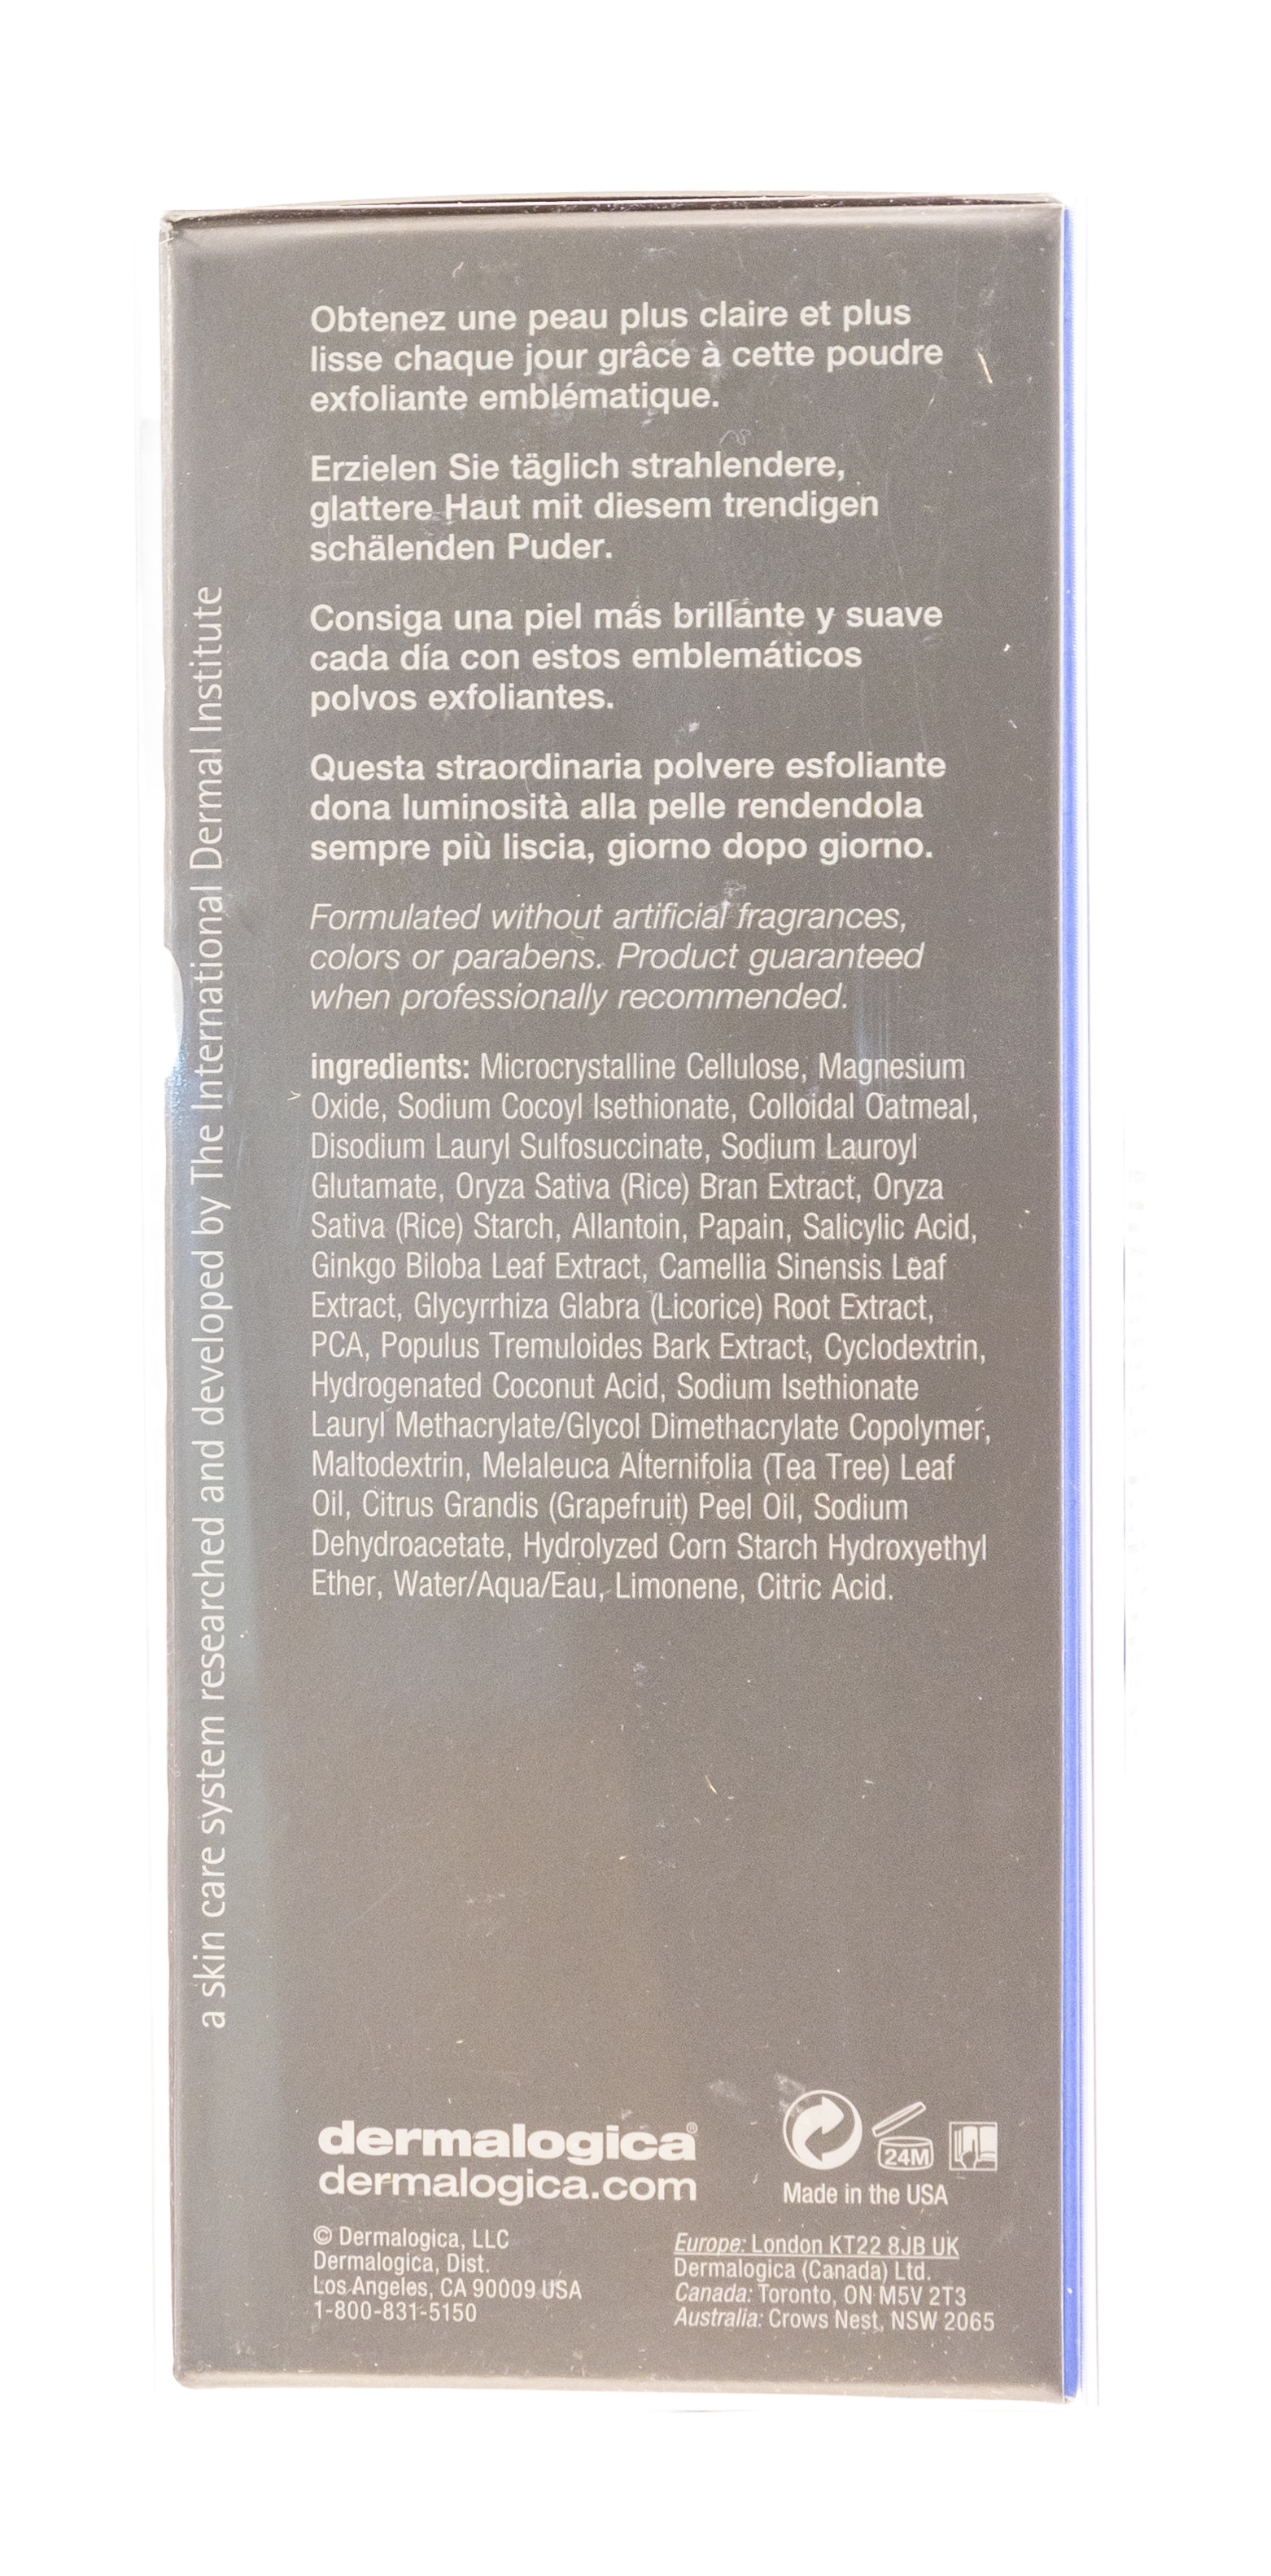 Obtenez une peau plus claire et plus
lisse chaque jour grâce à cette poudre
exfoliante emblématique.
Erzielen Sie täglich strahlendere,
glattere Haut mit diesem trendigen
schälenden Puder.
Consiga una piel más brillante y suave
cada día con estos emblemáticos
polvos exfoliantes.
Questa straordinaria polvere esfoliante
dona luminosità alla pelle rendendola
sempre più liscia, giorno dopo giorno.
Formulated without artificial fragrances,
colors or parabens. Product guaranteed
when professionally recommended.
ingredients: Microcrystalline Cellulose, Magnesium
Oxide, Sodium Cocoyl Isethionate, Colloidal Oatmeal,
Disodium Lauryl Sulfosuccinate, Sodium Lauroyl
Glutamate, Oryza Sativa (Rice) Bran Extract, Oryza
Sativa (Rice) Starch, Allantoin, Papain, Salicylic Acid,
Ginkgo Biloba Leaf Extract, Camellia Sinensis Leaf
Extract, Glycyrrhiza Glabra (Licorice) Root Extract,
PCA, Populus Tremuloides Bark Extract, Cyclodextrin,
Hydrogenated Coconut Acid, Sodium Isethionate
Lauryl Methacrylate/Glycol Dimethacrylate Copolymer,
Maltodextrin, Melaleuca Alternifolia (Tea Tree) Leaf
Oil, Citrus Grandis (Grapefruit) Peel Oil, Sodium
Dehydroacetate, Hydrolyzed Corn Starch Hydroxyethyl
Ether, Water/Aqua/Eau, Limonene, Citric Acid.
a skin care system researched and developed by The International Dermal Institute
dermalogica®
dermalogica.com
24M
Made in the USA
© Dermalogica, LLC
Dermalogica, Dist.
Los Angeles, CA 90009 USA
1-800-831-5150
Europe: London KT22 8JB UK
Dermalogica (Canada) Ltd.
Canada: Toronto, ON M5V 2T3
Australia: Crows Nest, NSW 2065